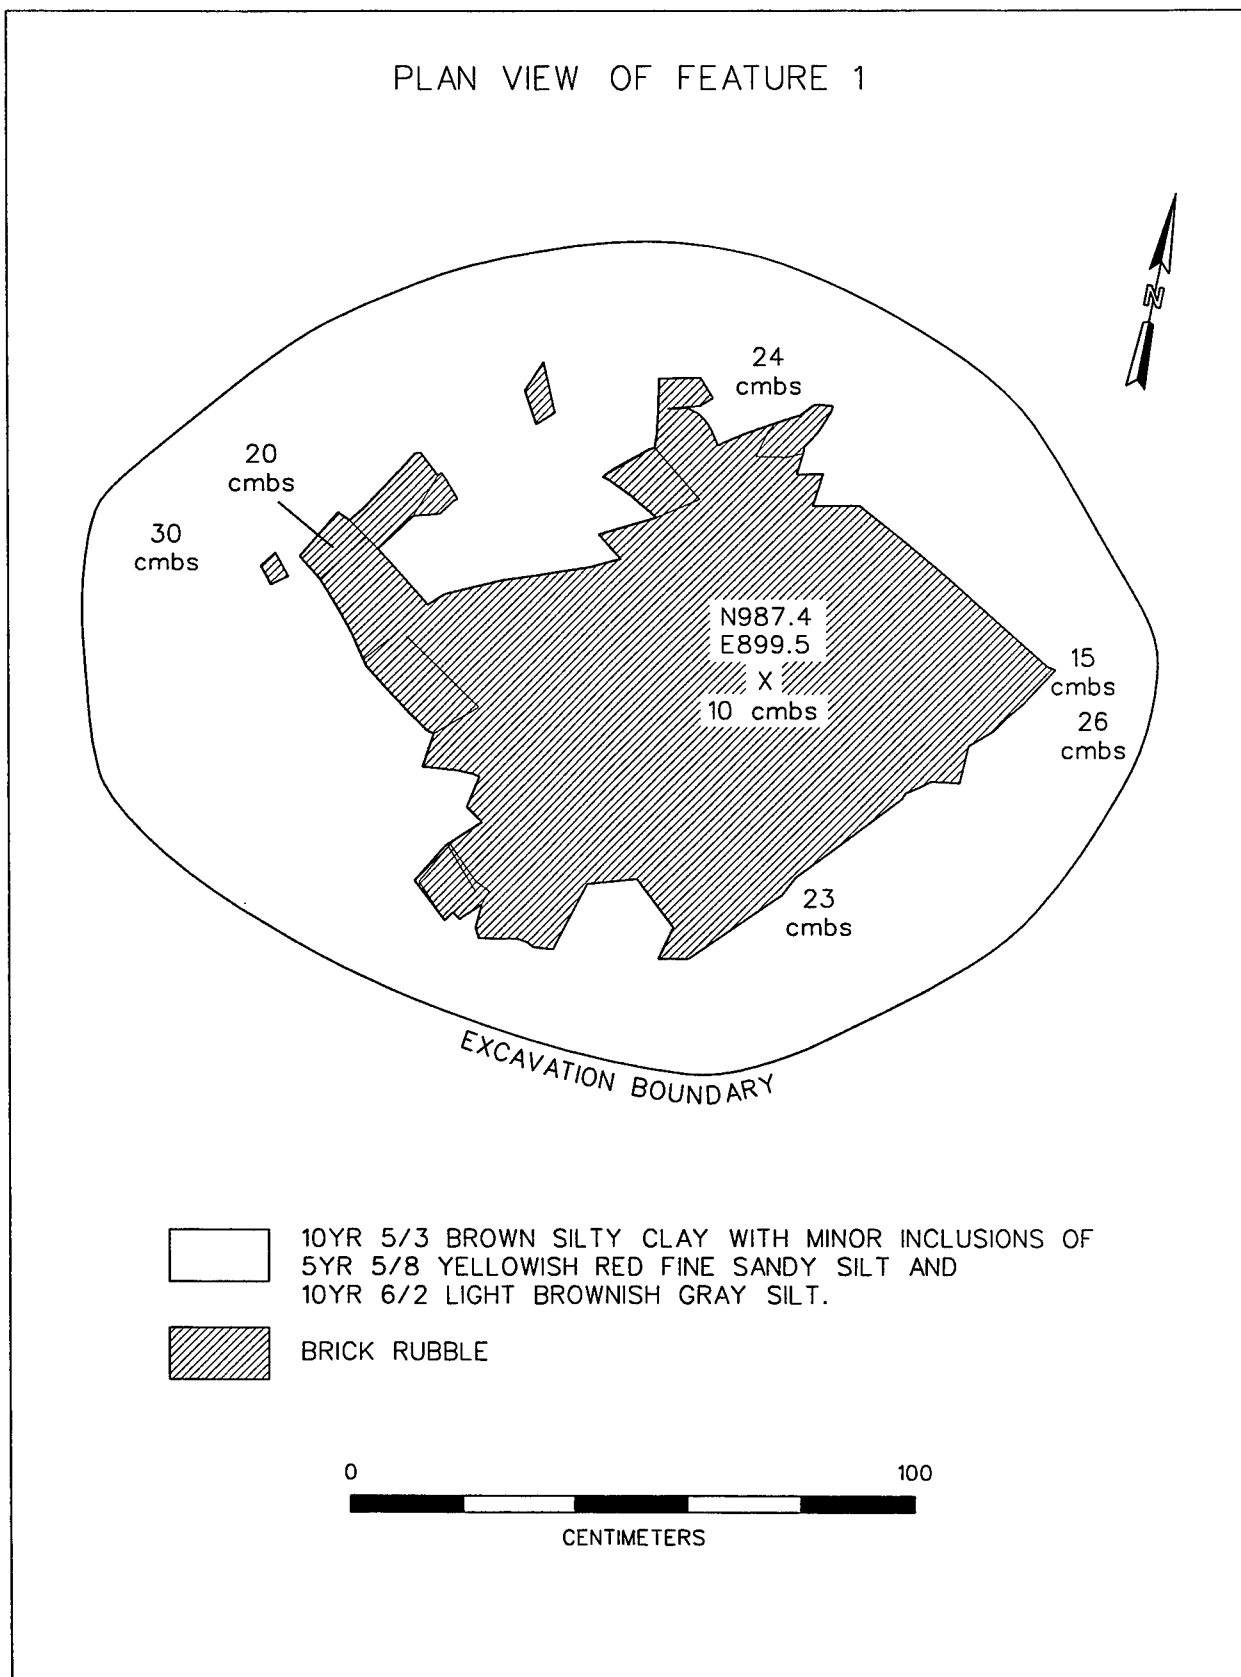 PLAN VIEW OF FEATURE 1
N
24
cmbs
20
cmbs
30
cmbs
N987.4
E899.5
X
10 cmbs
15
cmbs
26
cmbs
23
cmbs
EXCAVATION BOUNDARY
10YR 5/3 BROWN SILTY CLAY WITH MINOR INCLUSIONS OF
5YR 5/8 YELLOWISH RED FINE SANDY SILT AND
10YR 6/2 LIGHT BROWNISH GRAY SILT.
BRICK RUBBLE
0 100
CENTIMETERS